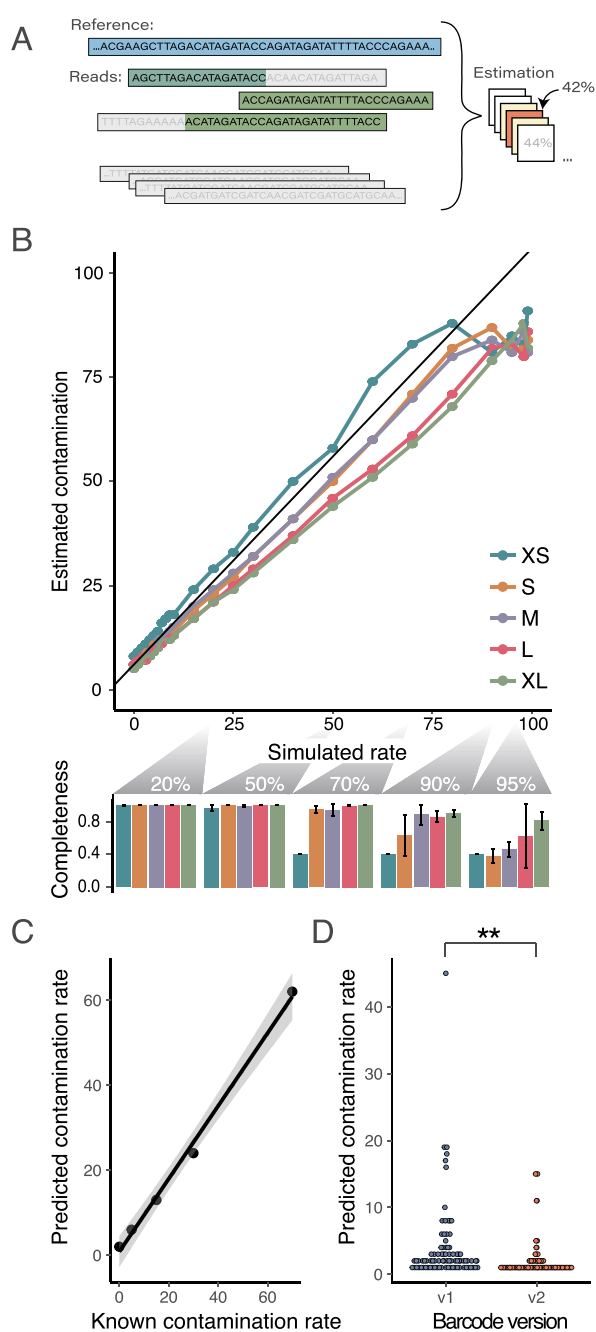 A
Reference:
...ACGAAGCTTAGACATAGATACCAGATAGATATTTTACCCAGAAA..
Reads:
AGCTTAGACATAGATACCACAACATAGATTAGA
ACCAGATAGATATTTTACCCAGAAA
TTTTAGAAAAAACATAGATACCAGATAGATATTTTACC
...ACGATGATCGATCAACGATCGATGCATGCAA...
Estimation
42%
44%
...
B
Estimated contamination
100
75
50
25
0
XS
S
M
L
XL
0 25 50 75 100
Simulated rate
20% 50% 70% 90% 95%
Completeness
0.8
0.4
0.0
C
Predicted contamination rate
60
40
20
0
0 20 40 60
Known contamination rate
D
**
Predicted contamination rate
40
30
20
10
0
v1 v2
Barcode version